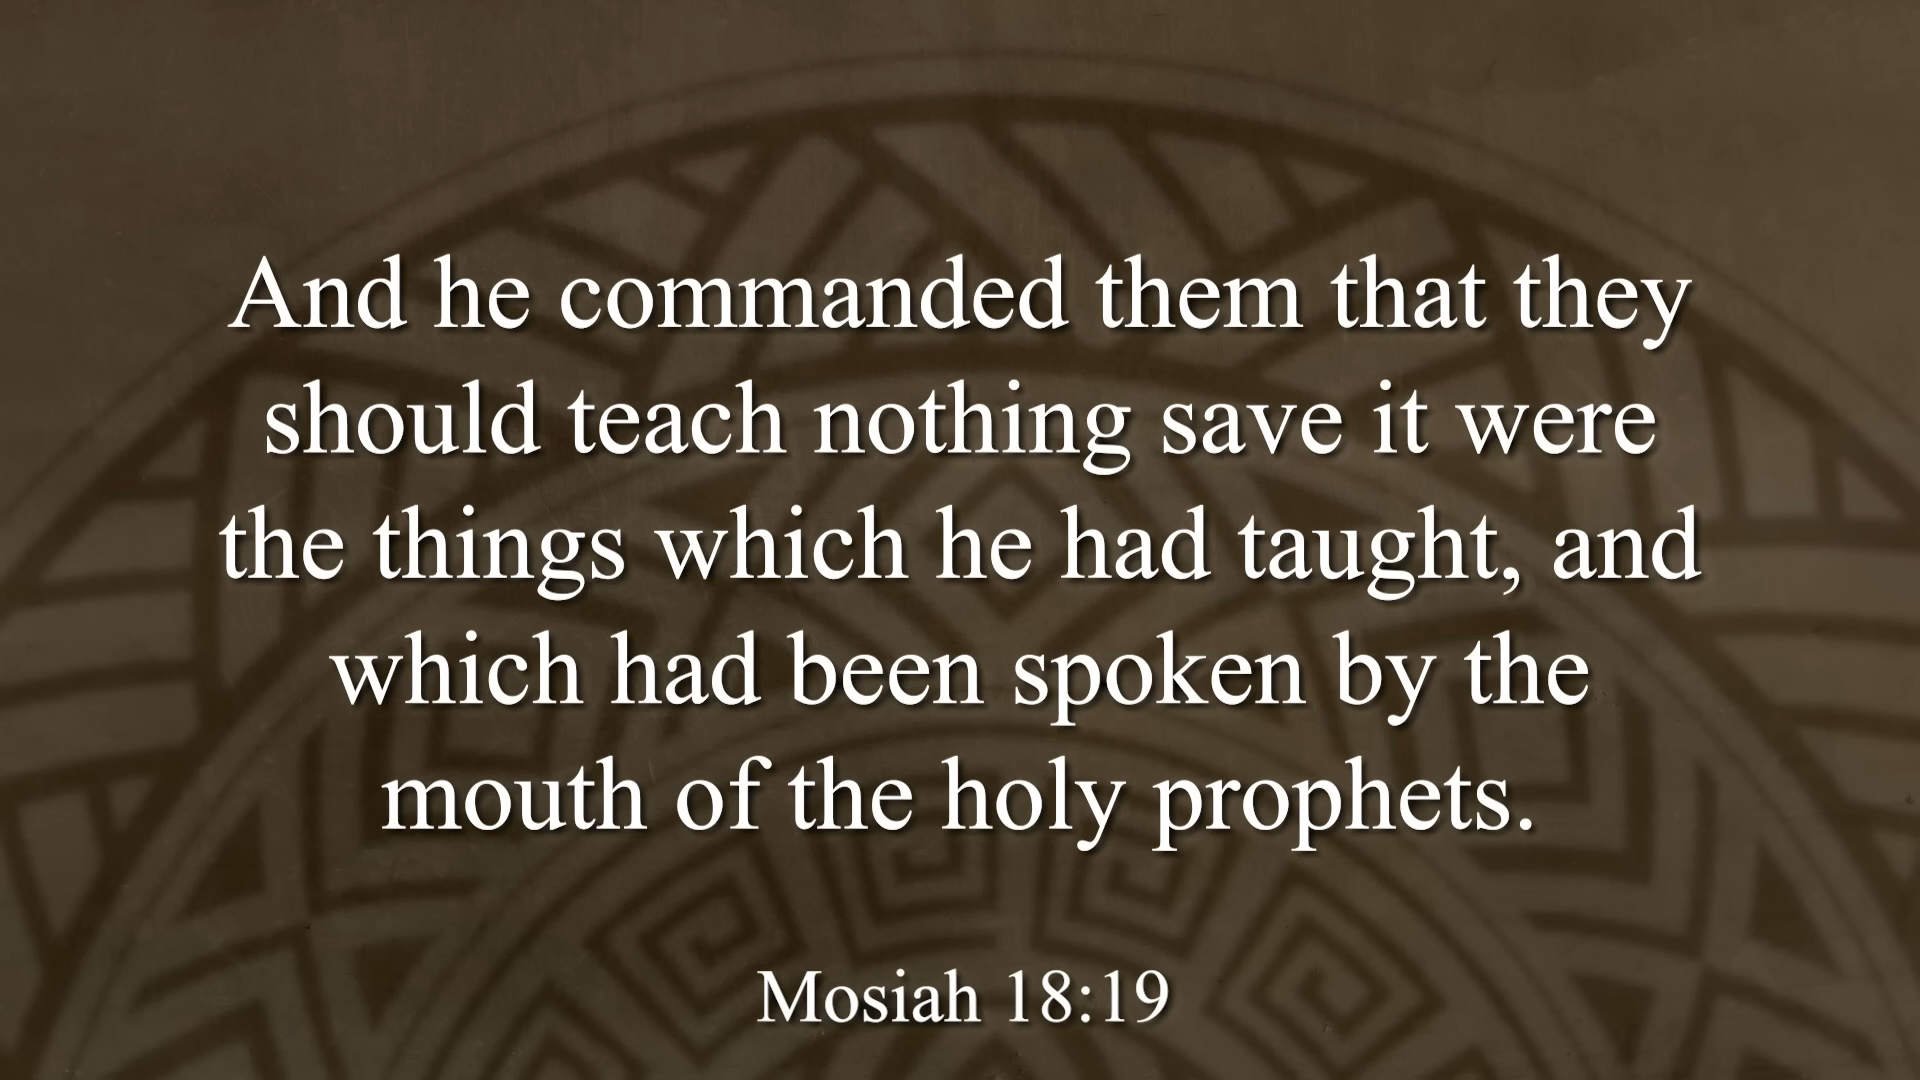 And he commanded them that they
should teach nothing save it were
the things which he had taught, and
which had been spoken by the
mouth of the holy prophets.
Mosiah 18:19